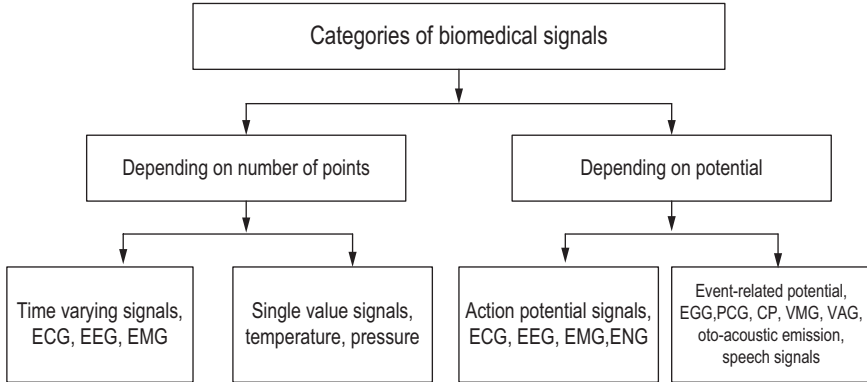 Categories of biomedical signals
Depending on number of points
Depending on potential
Time varying signals,
ECG, EEG, EMG
Single value signals,
temperature, pressure
Action potential signals,
ECG, EEG, EMG,ENG
Event-related potential,
EGG,PCG, CP, VMG, VAG,
oto-acoustic emission,
speech signals